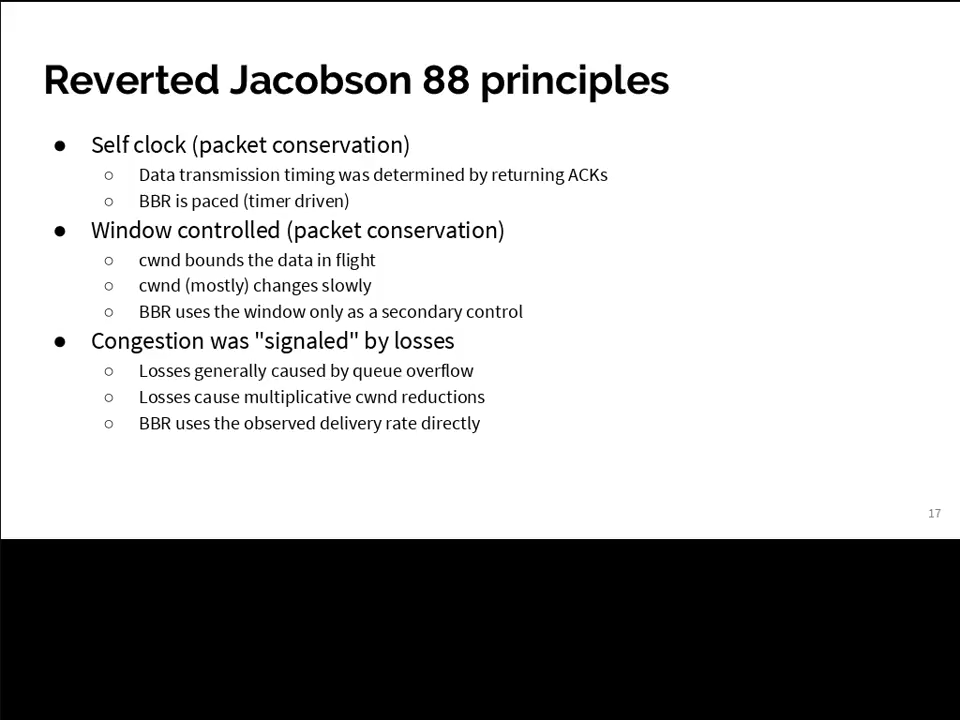 Reverted Jacobson 88 principles
● Self clock (packet conservation)
○ Data transmission timing was determined by returning ACKs
○ BBR is paced (timer driven)
● Window controlled (packet conservation)
○ cwnd bounds the data in flight
○ cwnd (mostly) changes slowly
○ BBR uses the window only as a secondary control
● Congestion was "signaled" by losses
○ Losses generally caused by queue overflow
○ Losses cause multiplicative cwnd reductions
○ BBR uses the observed delivery rate directly
17